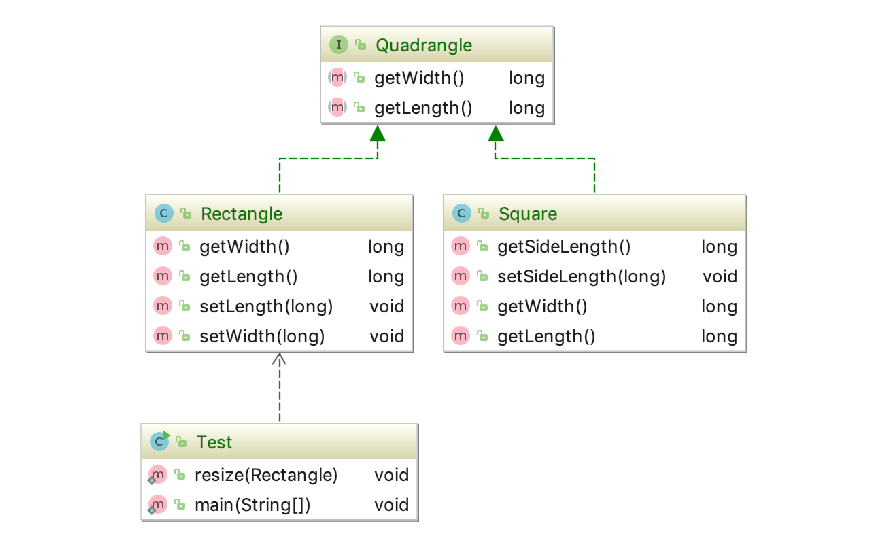 I Quadrangle
m getWidth() long
m getLength() long
C Rectangle
m getWidth() long
m getLength() long
m setLength(long) void
m setWidth(long) void
C Square
m getSideLength() long
m setSideLength(long) void
m getWidth() long
m getLength() long
C Test
m resize(Rectangle) void
m main(String[]) void